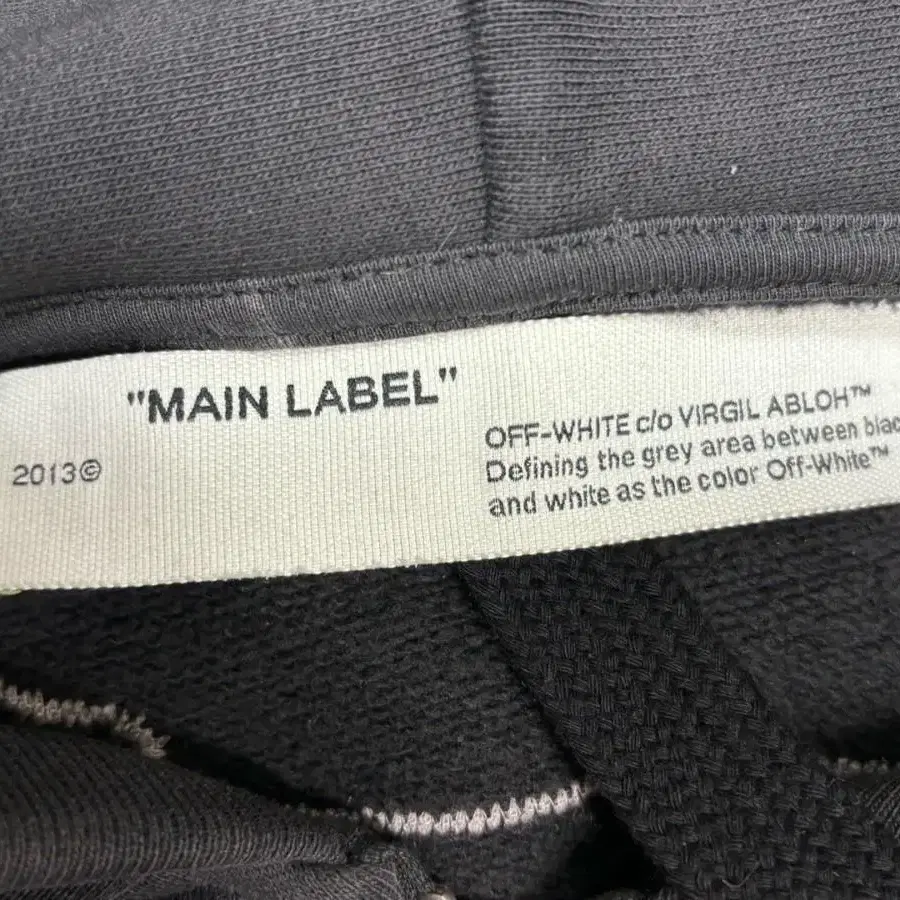 "MAIN LABEL"
2013©
OFF-WHITE c/o VIRGIL ABLOH™
Defining the grey area between
and white as the color Off-White™